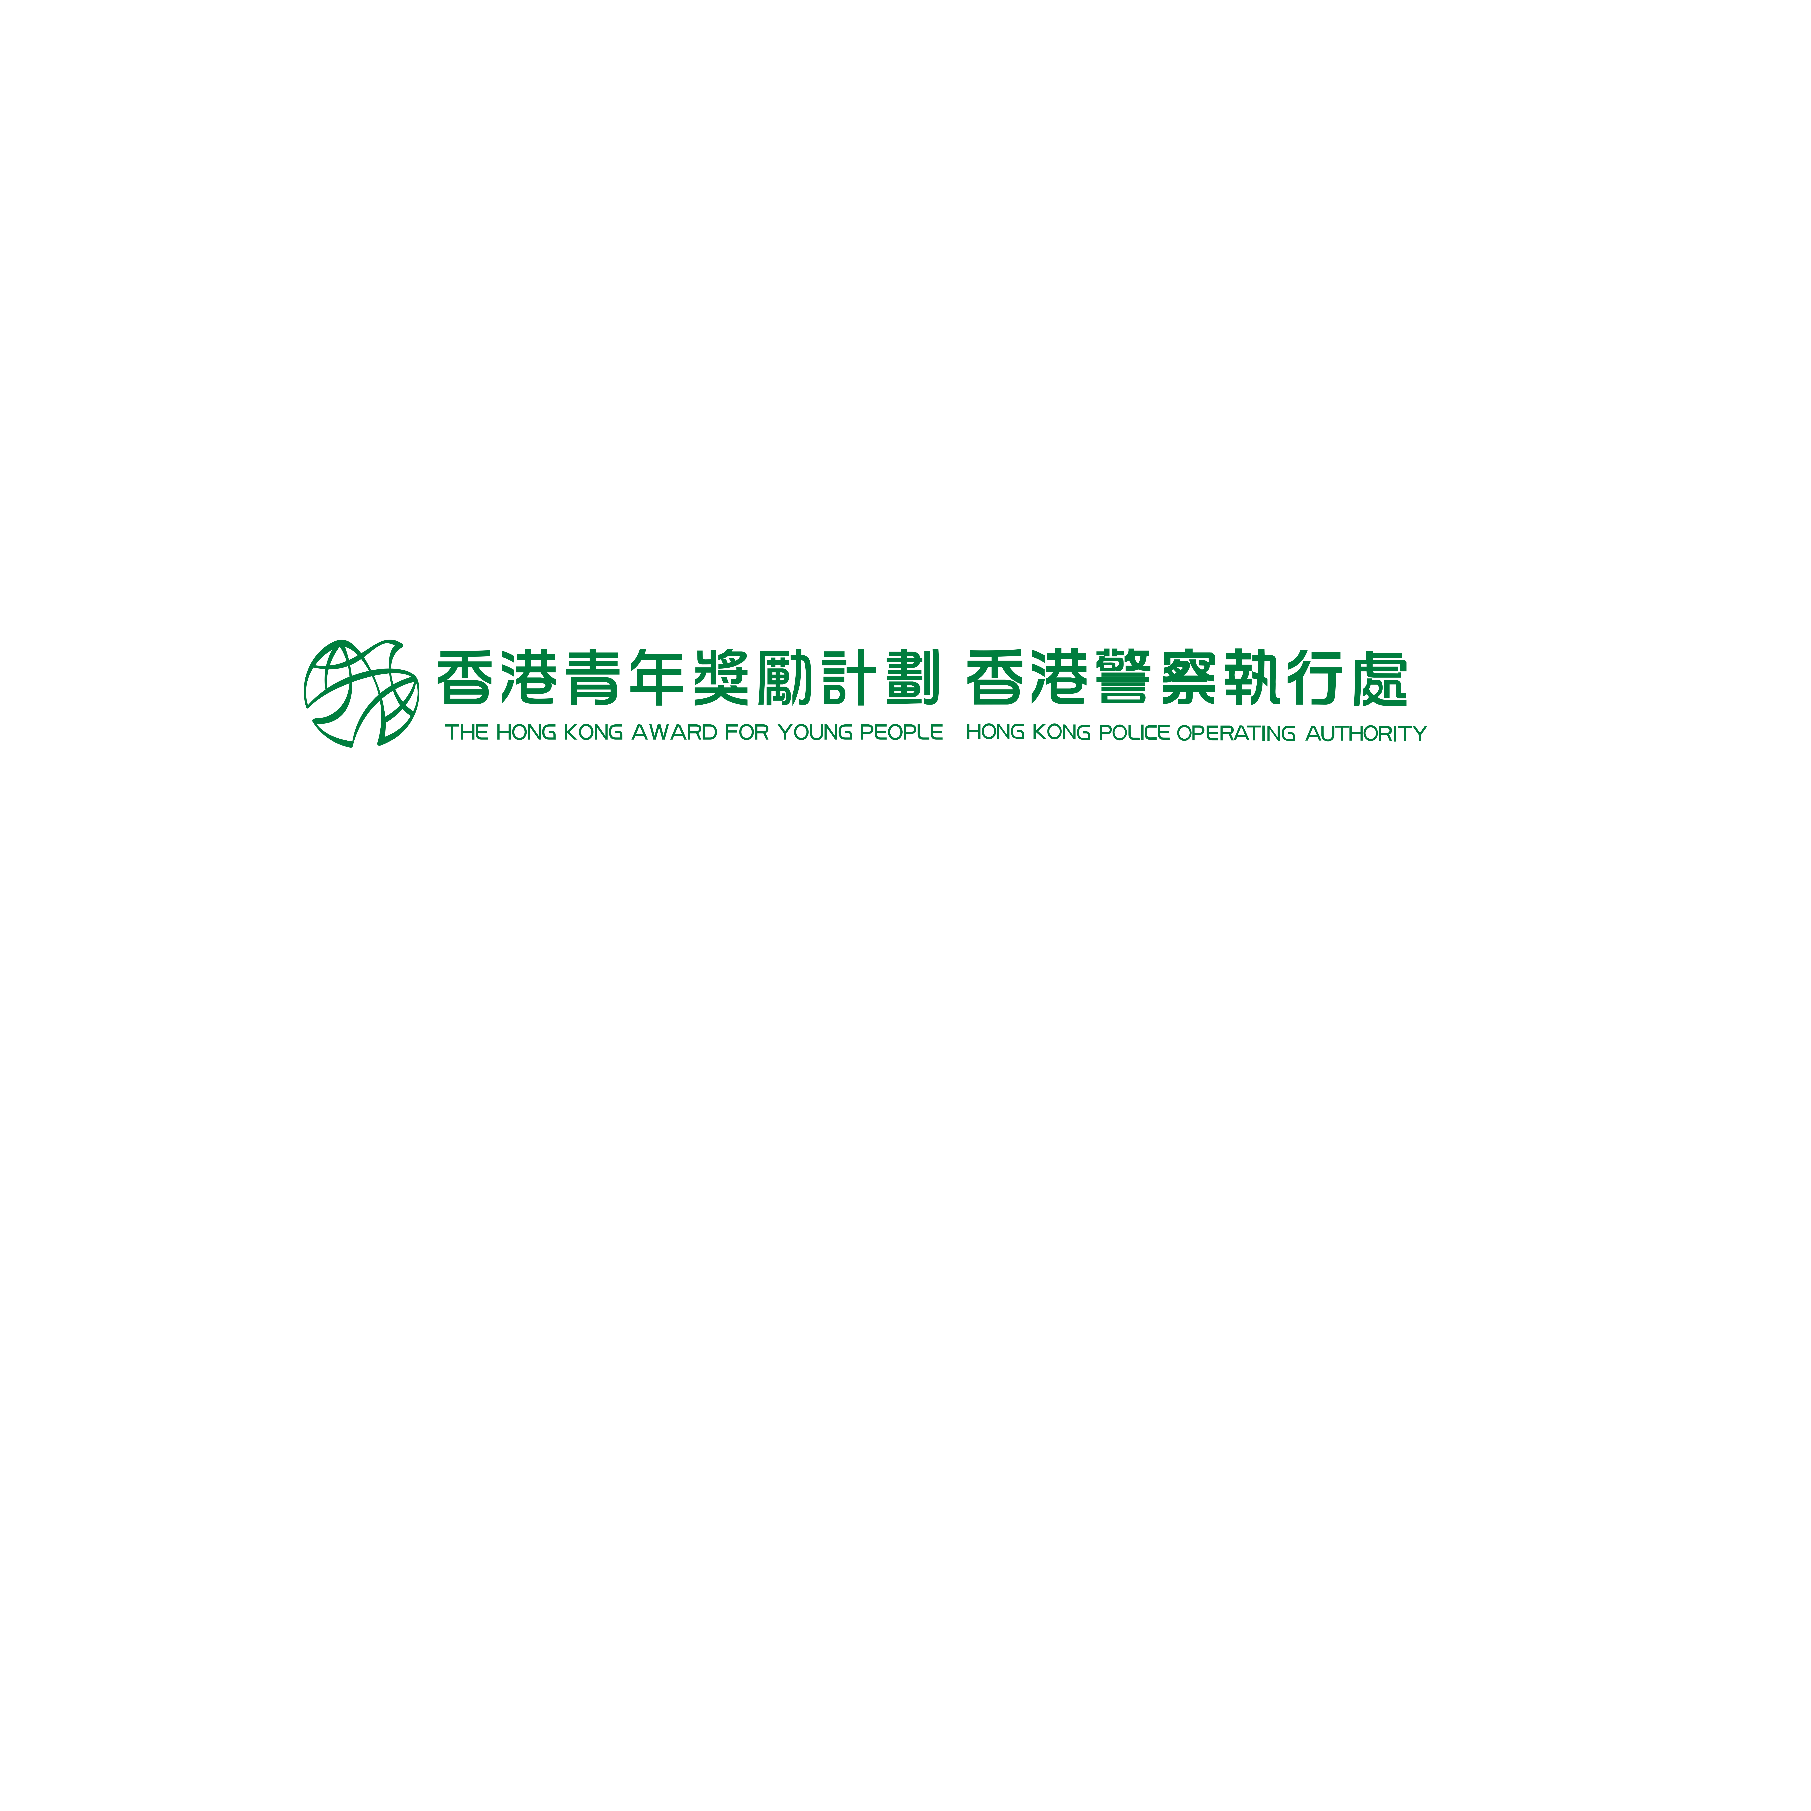 香港青年獎勵計劃 香港警察執行處
THE HONG KONG AWARD FOR YOUNG PEOPLE HONG KONG POLICE OPERATING AUTHORITY